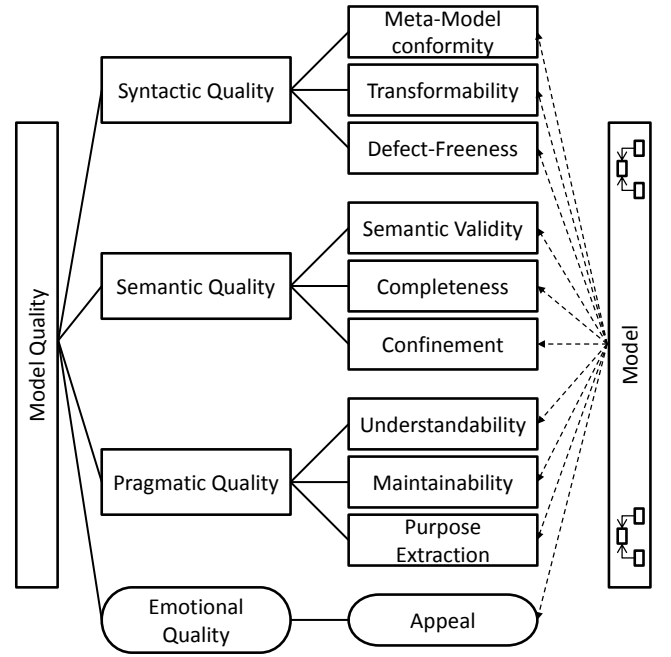 Model Quality
Syntactic Quality
Meta-Model
conformity
Transformability
Defect-Freeness
Semantic Quality
Semantic Validity
Completeness
Confinement
Pragmatic Quality
Understandability
Maintainability
Purpose
Extraction
Emotional
Quality
Appeal
Model